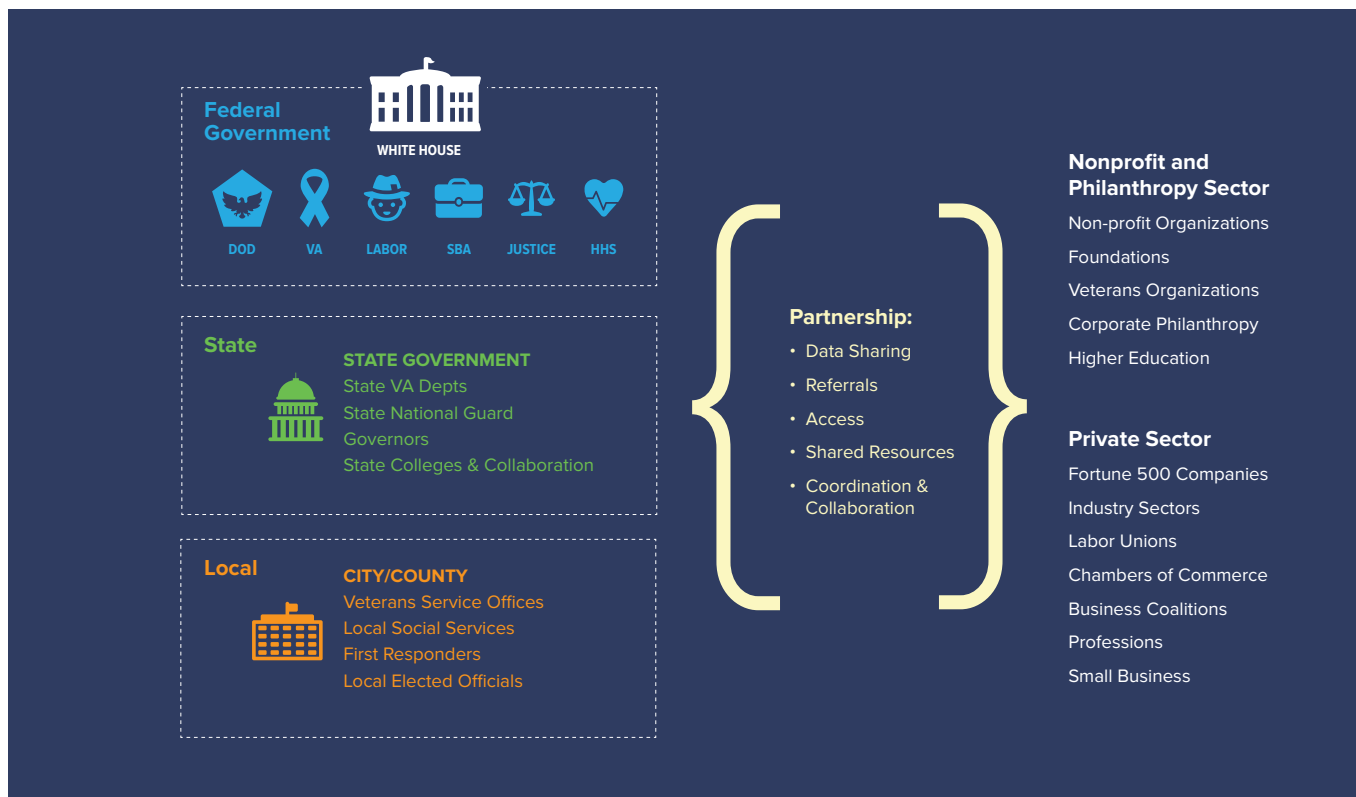 Federal
Government
WHITE HOUSE
DOD
VA
LABOR
SBA
JUSTICE
HHS
State
STATE GOVERNMENT
State VA Depts
State National Guard
Governors
State Colleges & Collaboration
Local
CITY/COUNTY
Veterans Service Offices
Local Social Services
First Responders
Local Elected Officials
Partnership:
• Data Sharing
• Referrals
• Access
• Shared Resources
• Coordination &
Collaboration
Nonprofit and
Philanthropy Sector
Non-profit Organizations
Foundations
Veterans Organizations
Corporate Philanthropy
Higher Education
Private Sector
Fortune 500 Companies
Industry Sectors
Labor Unions
Chambers of Commerce
Business Coalitions
Professions
Small Business